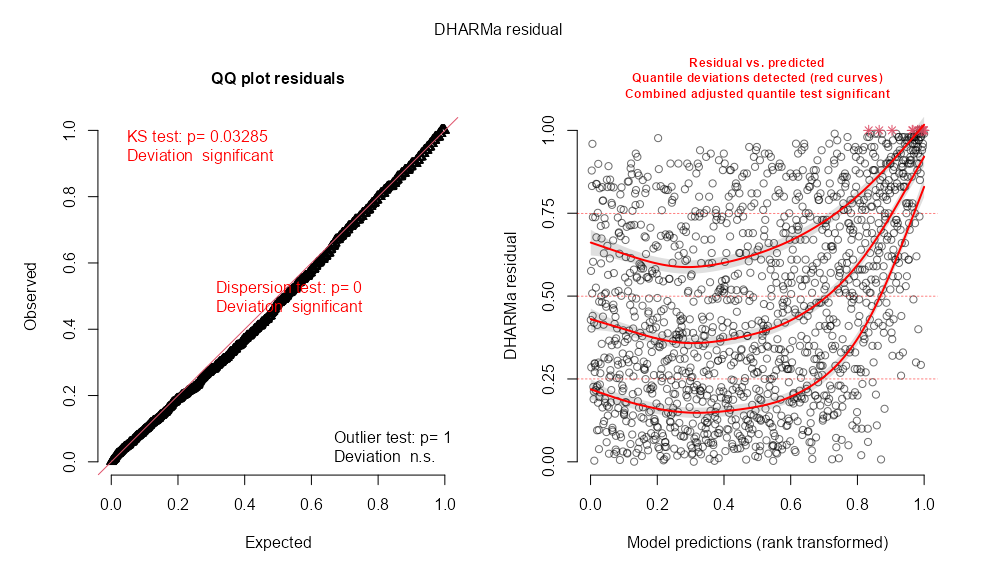 DHARMa residual
QQ plot residuals
KS test: p= 0.03285
Deviation significant
Dispersion test: p= 0
Deviation significant
Outlier test: p= 1
Deviation n.s.
Observed
0.0 0.2 0.4 0.6 0.8 1.0
0.0 0.2 0.4 0.6 0.8 1.0
Expected
Residual vs. predicted
Quantile deviations detected (red curves)
Combined adjusted quantile test significant
DHARMa residual
0.00 0.25 0.50 0.75 1.00
0.0 0.2 0.4 0.6 0.8 1.0
Model predictions (rank transformed)